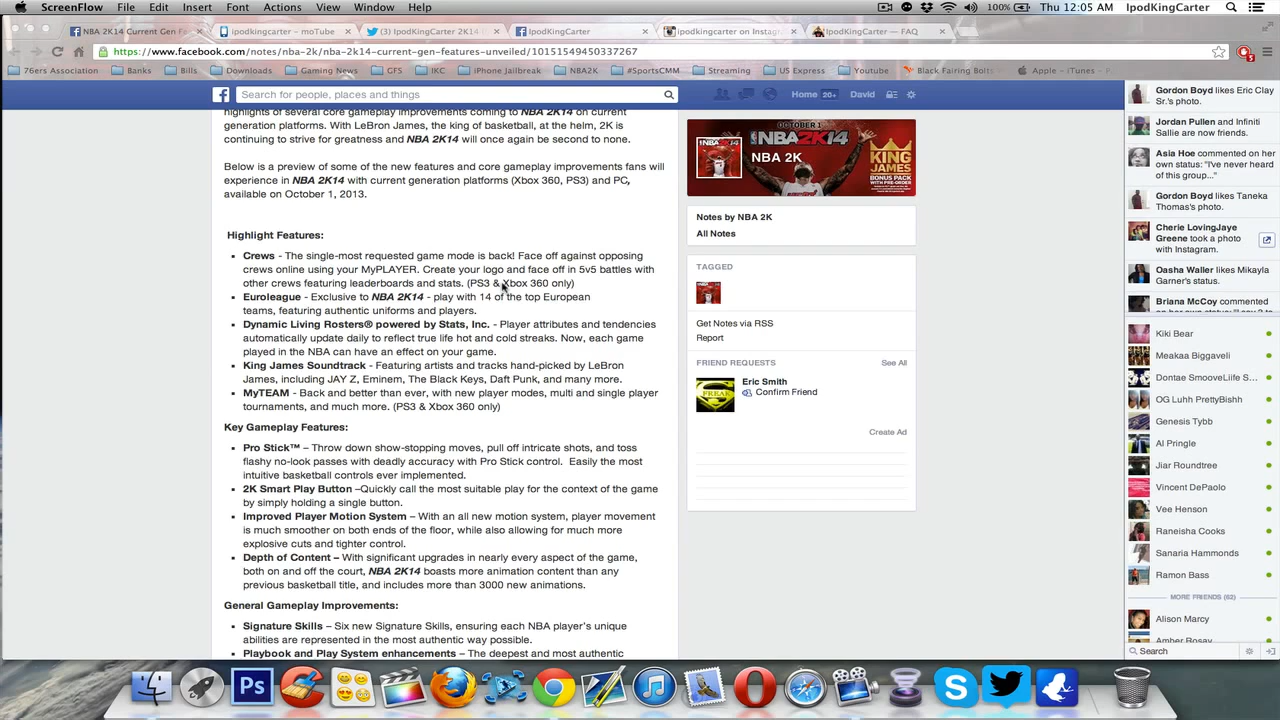 ScreenFlow File Edit Insert Font Actions View Window Help 100% Thu 12:05 AM IpodKingCarter
NBA 2K14 Current Gen Fe
ipodkingcarter - mobTube
(3) IpodKingCarter 2K14
IpodKingCarter
ipodkingcarter on Instagr
IpodKingCarter — FAQ
https://www.facebook.com/notes/nba-2k/nba-2k14-current-gen-features-unveiled/10151549450337267
76ers Association Banks Bills Downloads Gaming News GFS IKC iPhone Jailbreak NBA2K #SportsCMM Streaming US Express Youtube Black Fairing Bolts Apple – iTunes –
Search for people, places and things
Home 20+ David
highlights of several core gameplay improvements coming to NBA 2K14 on current
generation platforms. With LeBron James, the king of basketball, at the helm, 2K is
continuing to strive for greatness and NBA 2K14 will once again be second to none.
Below is a preview of some of the new features and core gameplay improvements fans will
experience in NBA 2K14 with current generation platforms (Xbox 360, PS3) and PC,
available on October 1, 2013.
Highlight Features:
Crews - The single-most requested game mode is back! Face off against opposing
crews online using your MyPLAYER. Create your logo and face off in 5v5 battles with
other crews featuring leaderboards and stats. (PS3 & Xbox 360 only)
Euroleague - Exclusive to NBA 2K14 - play with 14 of the top European
teams, featuring authentic uniforms and players.
Dynamic Living Rosters® powered by Stats, Inc. - Player attributes and tendencies
automatically update daily to reflect true life hot and cold streaks. Now, each game
played in the NBA can have an effect on your game.
King James Soundtrack - Featuring artists and tracks hand-picked by LeBron
James, including JAY Z, Eminem, The Black Keys, Daft Punk, and many more.
MyTEAM - Back and better than ever, with new player modes, multi and single player
tournaments, and much more. (PS3 & Xbox 360 only)
Key Gameplay Features:
Pro Stick™ – Throw down show-stopping moves, pull off intricate shots, and toss
flashy no-look passes with deadly accuracy with Pro Stick control. Easily the most
intuitive basketball controls ever implemented.
2K Smart Play Button –Quickly call the most suitable play for the context of the game
by simply holding a single button.
Improved Player Motion System – With an all new motion system, player movement
is much smoother on both ends of the floor, while also allowing for much more
explosive cuts and tighter control.
Depth of Content – With significant upgrades in nearly every aspect of the game,
both on and off the court, NBA 2K14 boasts more animation content than any
previous basketball title, and includes more than 3000 new animations.
General Gameplay Improvements:
Signature Skills – Six new Signature Skills, ensuring each NBA player's unique
abilities are represented in the most authentic way possible.
Playbook and Play System enhancements – The deepest and most authentic
OCTOBER 1
NBA2K14
NBA 2K
KING
JAMES
BONUS PACK
WITH PRE-ORDER
Notes by NBA 2K
All Notes
TAGGED
Get Notes via RSS
Report
FRIEND REQUESTS See All
Eric Smith
Confirm Friend
Create Ad
Gordon Boyd likes Eric Clay
Sr.'s photo.
Jordan Pullen and Infiniti
Sallie are now friends.
Asia Hoe commented on
her own status: "I've never heard
of this group..."
Gordon Boyd likes Taneka
Thomas's photo.
Cherie LovingJaye
Greene took a
photo with
Instagram.
Oasha Waller likes Mikayla
Garner's status.
Briana McCoy commented
Kiki Bear
Meakaa Biggaveli
Dontae SmooveLiife S...
OG Luhh PrettyBishh
Genesis Tybb
Al Pringle
Jiar Roundtree
Vincent DePaolo
Vee Henson
Raneisha Cooks
Sanaria Hammonds
Ramon Bass
MORE FRIENDS (62)
Alison Marcy
Amber Rosay
Search
Ps